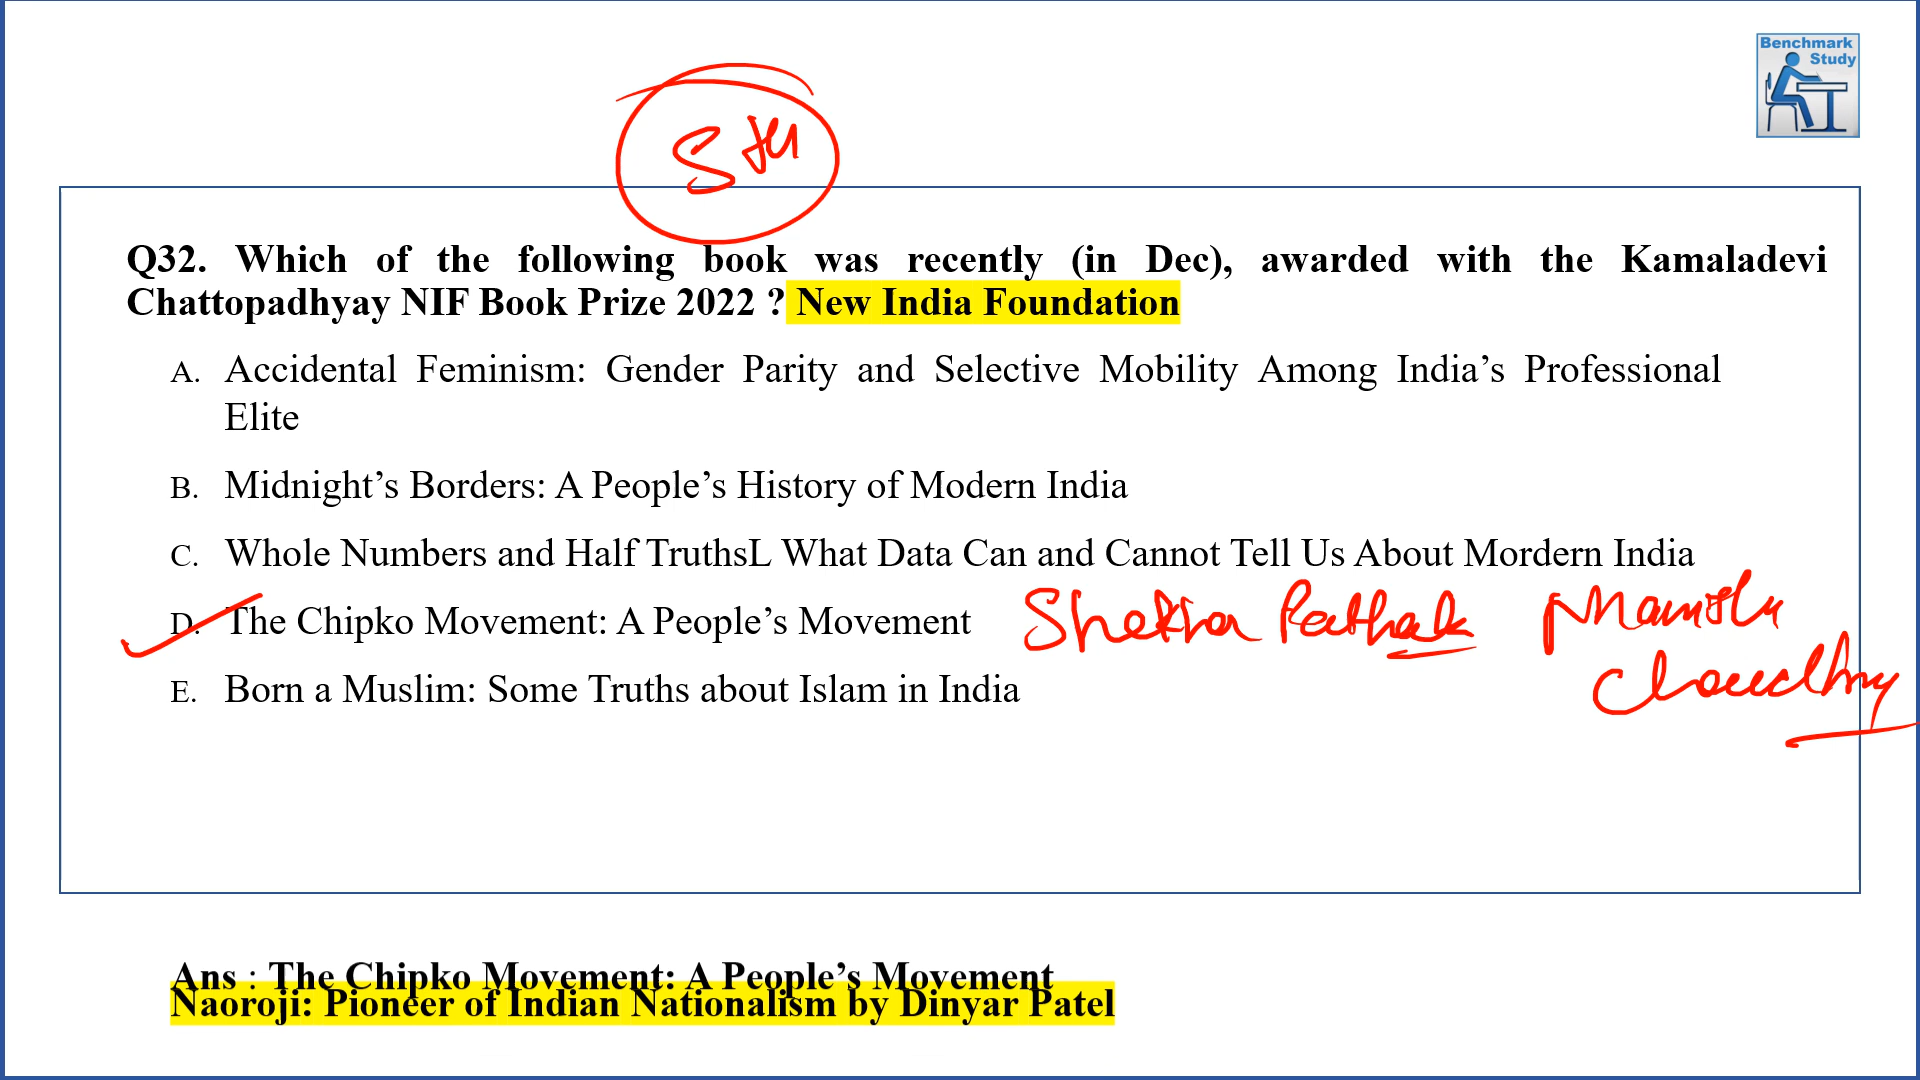 Benchmark
Study
5th
Q32. Which of the following book was recently (in Dec), awarded with the Kamaladevi
Chattopadhyay NIF Book Prize 2022 ? New India Foundation
A. Accidental Feminism: Gender Parity and Selective Mobility Among India’s Professional
Elite
B. Midnight’s Borders: A People’s History of Modern India
C. Whole Numbers and Half TruthsL What Data Can and Cannot Tell Us About Mordern India
D. The Chipko Movement: A People’s Movement
Shekhar Pathak Manisha
Choudhry
E. Born a Muslim: Some Truths about Islam in India
Ans : The Chipko Movement: A People’s Movement
Naoroji: Pioneer of Indian Nationalism by Dinyar Patel